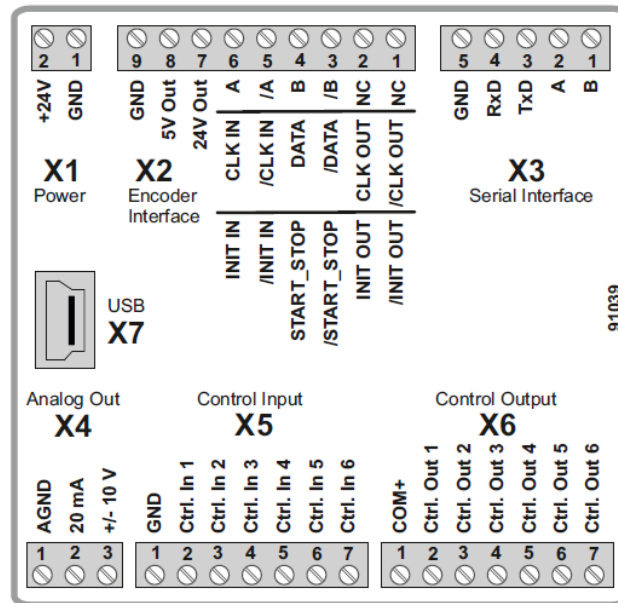 2 1
9 8 7 6 5 4 3 2 1
5 4 3 2 1
+24V
GND
GND
5V Out
24V Out
A
/A
B
/B
NC
NC
GND
RxD
TxD
A
B
CLK IN
/CLK IN
DATA
/DATA
CLK OUT
/CLK OUT
INIT IN
/INIT IN
START_STOP
/START_STOP
INIT OUT
/INIT OUT
X1
Power
X2
Encoder
Interface
X3
Serial Interface
USB
X7
91039
Analog Out
X4
Control Input
X5
Control Output
X6
AGND
20 mA
+/- 10 V
GND
Ctrl. In 1
Ctrl. In 2
Ctrl. In 3
Ctrl. In 4
Ctrl. In 5
Ctrl. In 6
COM+
Ctrl. Out 1
Ctrl. Out 2
Ctrl. Out 3
Ctrl. Out 4
Ctrl. Out 5
Ctrl. Out 6
1 2 3
1 2 3 4 5 6 7
1 2 3 4 5 6 7